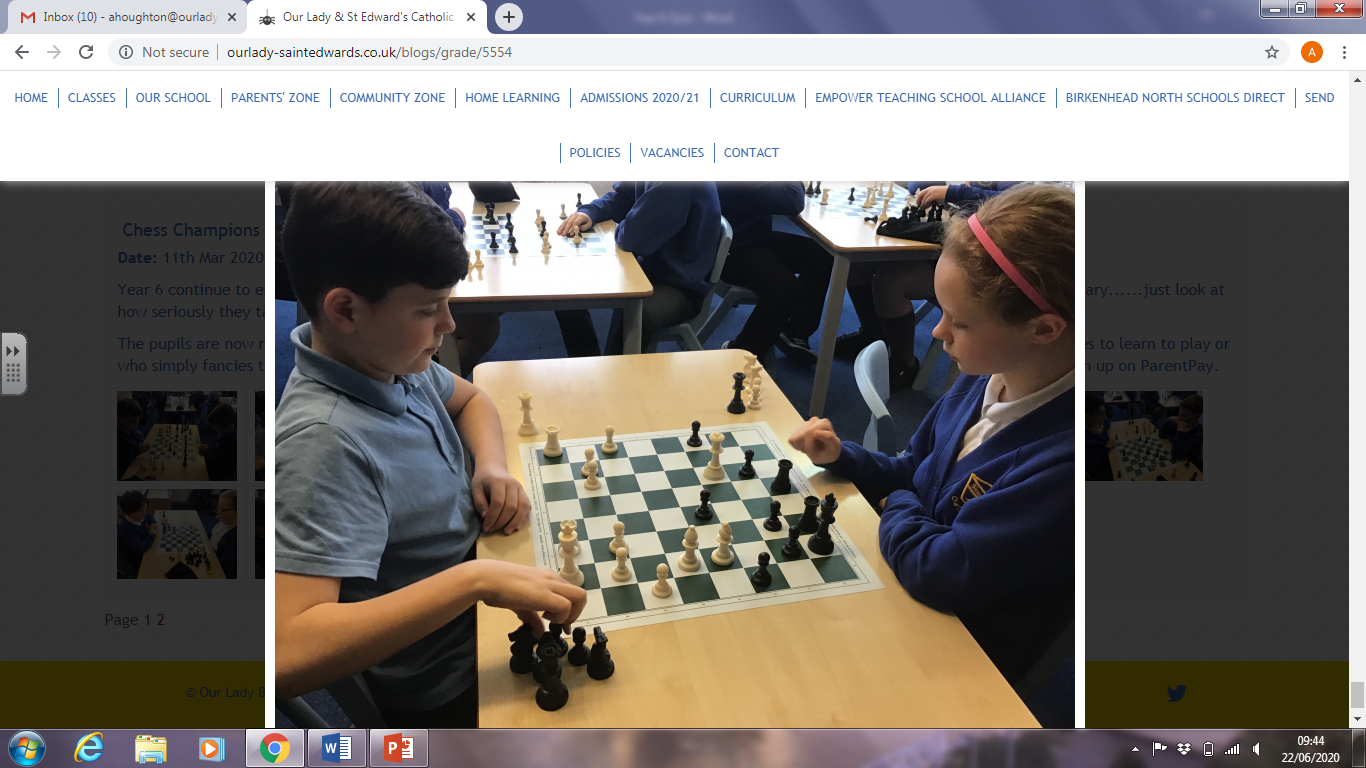 Inbox (10) - ahoughton@ourlady
Our Lady & St Edward's Catholic
Not secure
ourlady-saintedwards.co.uk/blogs/grade/5554
A
HOME CLASSES OUR SCHOOL PARENTS' ZONE COMMUNITY ZONE HOME LEARNING ADMISSIONS 2020/21 CURRICULUM EMPOWER TEACHING SCHOOL ALLIANCE BIRKENHEAD NORTH SCHOOLS DIRECT SEND
POLICIES VACANCIES CONTACT
Chess Champions
Date: 11th Mar 2020
Year 6 continue to e
ary......just look at
how seriously they ta
The pupils are now r
es to learn to play or
who simply fancies t
n up on ParentPay.
Page 1 2
© Our Lady &
09:44
22/06/2020